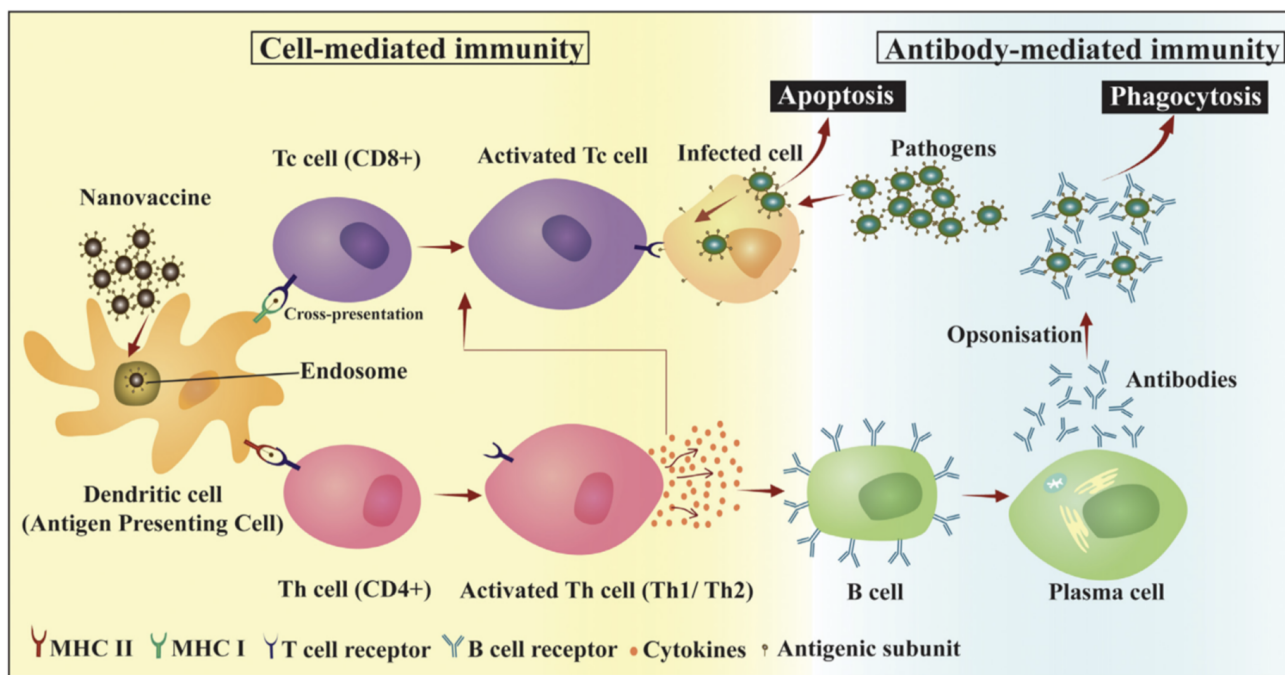 Cell-mediated immunity
Antibody-mediated immunity
Apoptosis
Phagocytosis
Tc cell (CD8+)
Activated Tc cell
Infected cell
Pathogens
Nanovaccine
Cross-presentation
Endosome
Opsonisation
Antibodies
Dendritic cell
(Antigen Presenting Cell)
Th cell (CD4+)
Activated Th cell (Th1/ Th2)
B cell
Plasma cell
MHC II
MHC I
T cell receptor
B cell receptor
Cytokines
Antigenic subunit